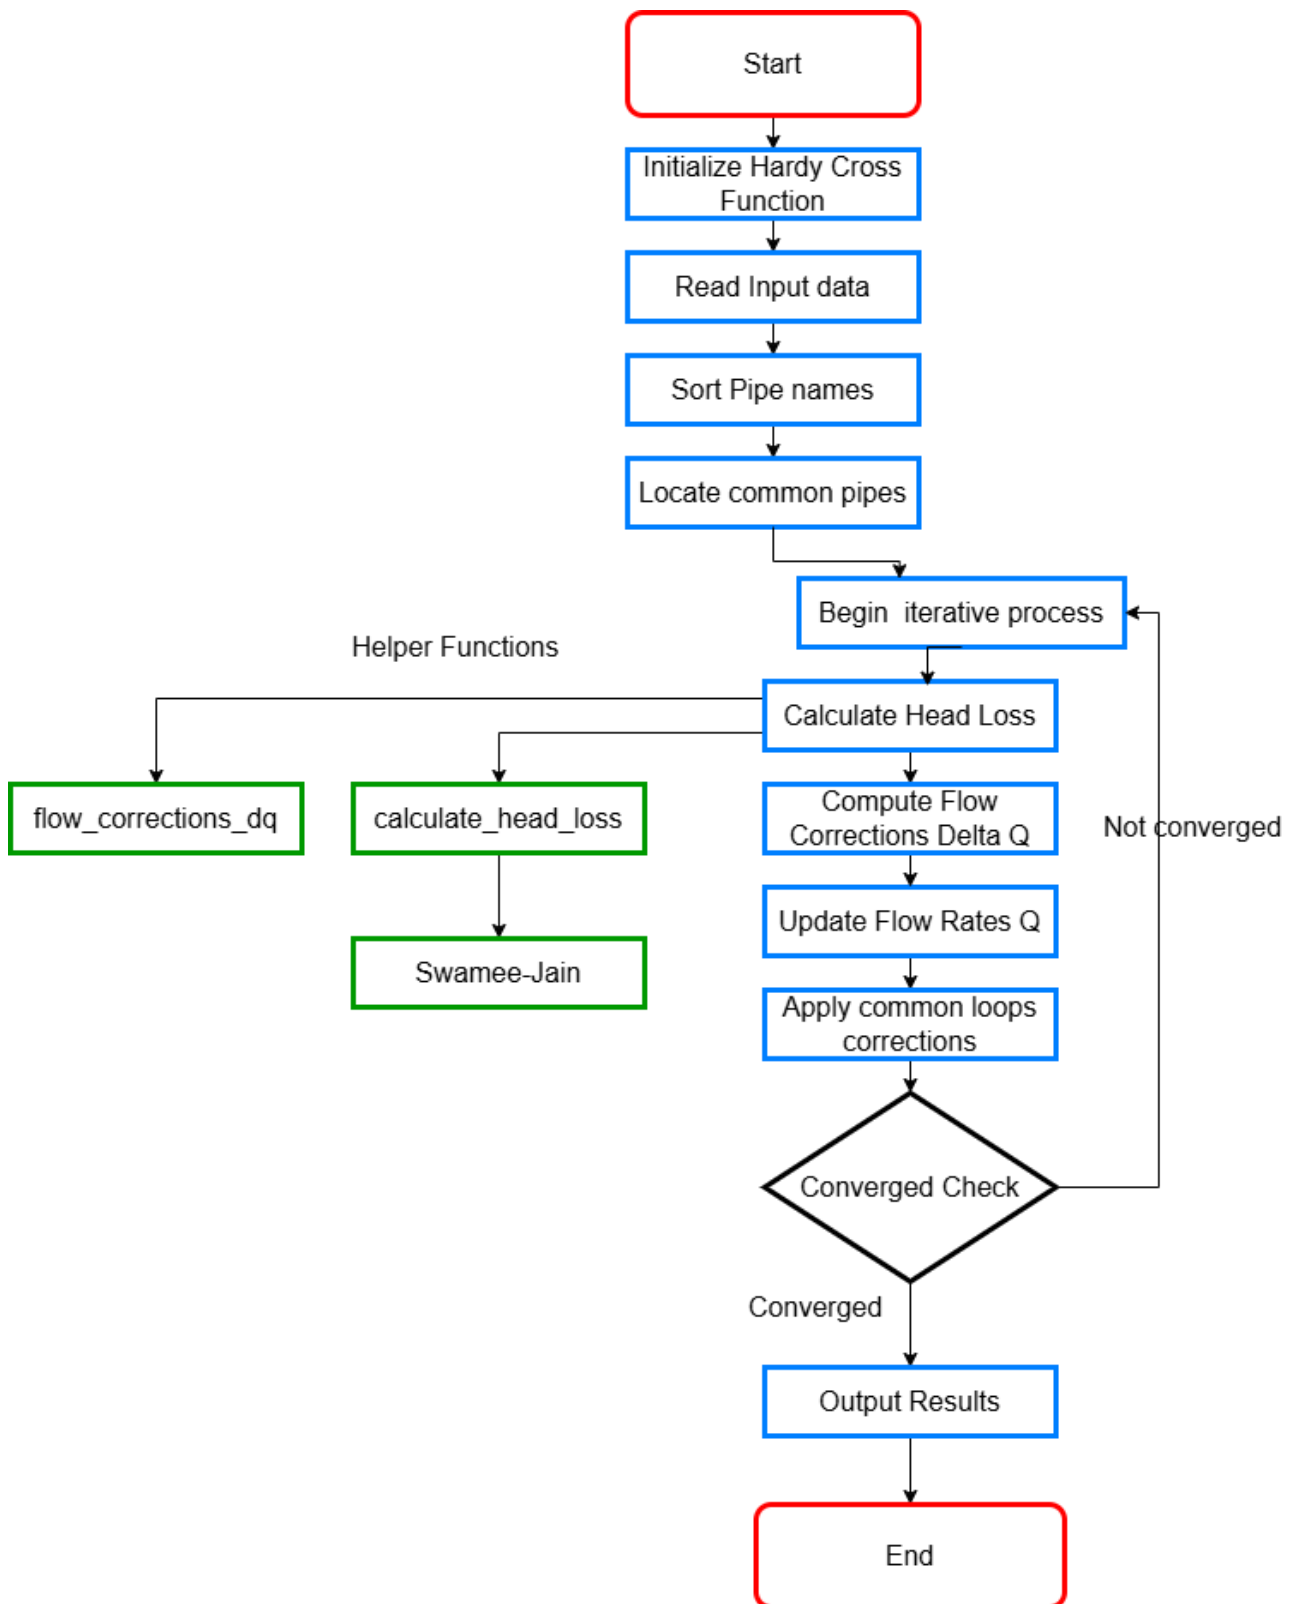 Start
Initialize Hardy Cross
Function
Read Input data
Sort Pipe names
Locate common pipes
Begin  iterative process
Helper Functions
Calculate Head Loss
flow_corrections_dq
calculate_head_loss
Compute Flow
Corrections Delta Q
Not converged
Update Flow Rates Q
Swamee-Jain
Apply common loops
corrections
Converged Check
Converged
Output Results
End